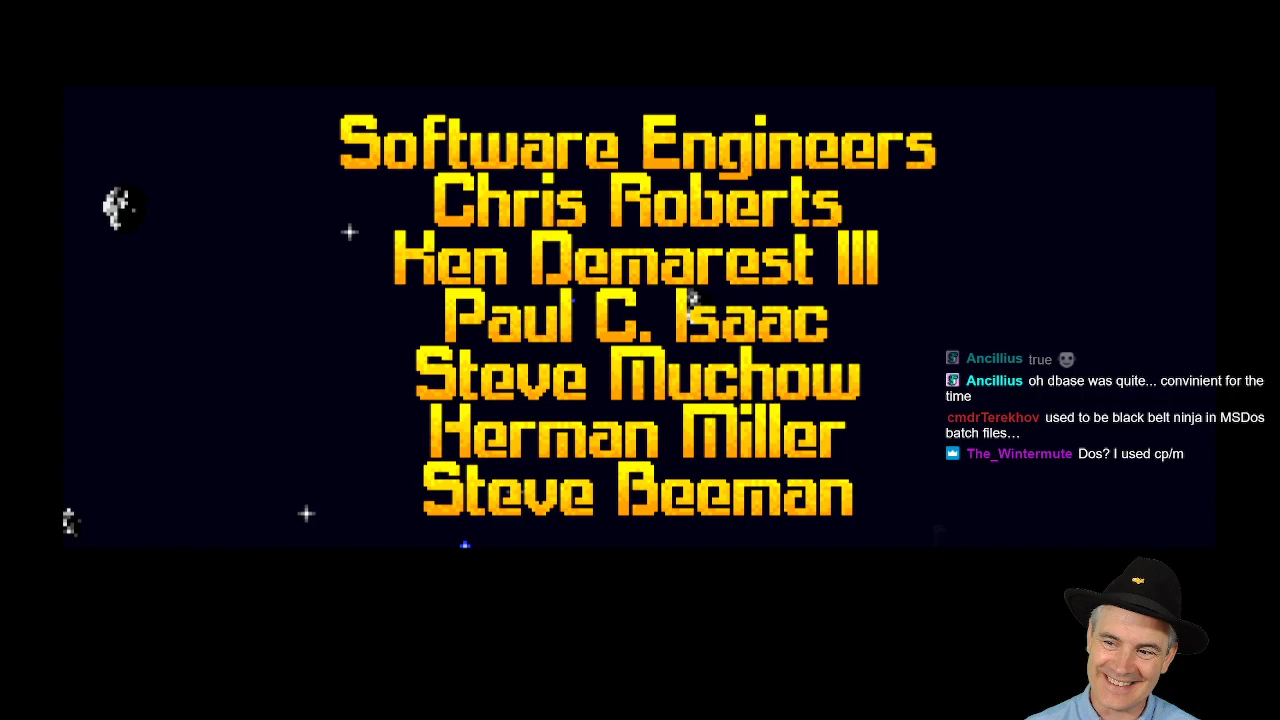 Software Engineers
Chris Roberts
Ken Demarest III
Paul C. Isaac
Steve Muchow
Herman Miller
Steve Beeman
Ancillius true
Ancillius oh dbase was quite... convinient for the
time
cmdrTerekhov used to be black belt ninja in MSDos
batch files…
The_Wintermute Dos? I used cp/m